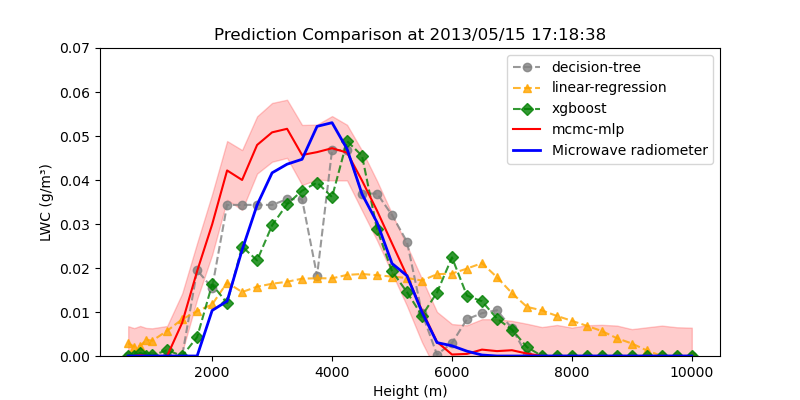 Prediction Comparison at 2013/05/15 17:18:38
0.07
0.06
0.05
0.04
0.03
0.02
0.01
0.00
LWC (g/m³)
decision-tree
linear-regression
xgboost
mcmc-mlp
Microwave radiometer
2000 4000 6000 8000 10000
Height (m)